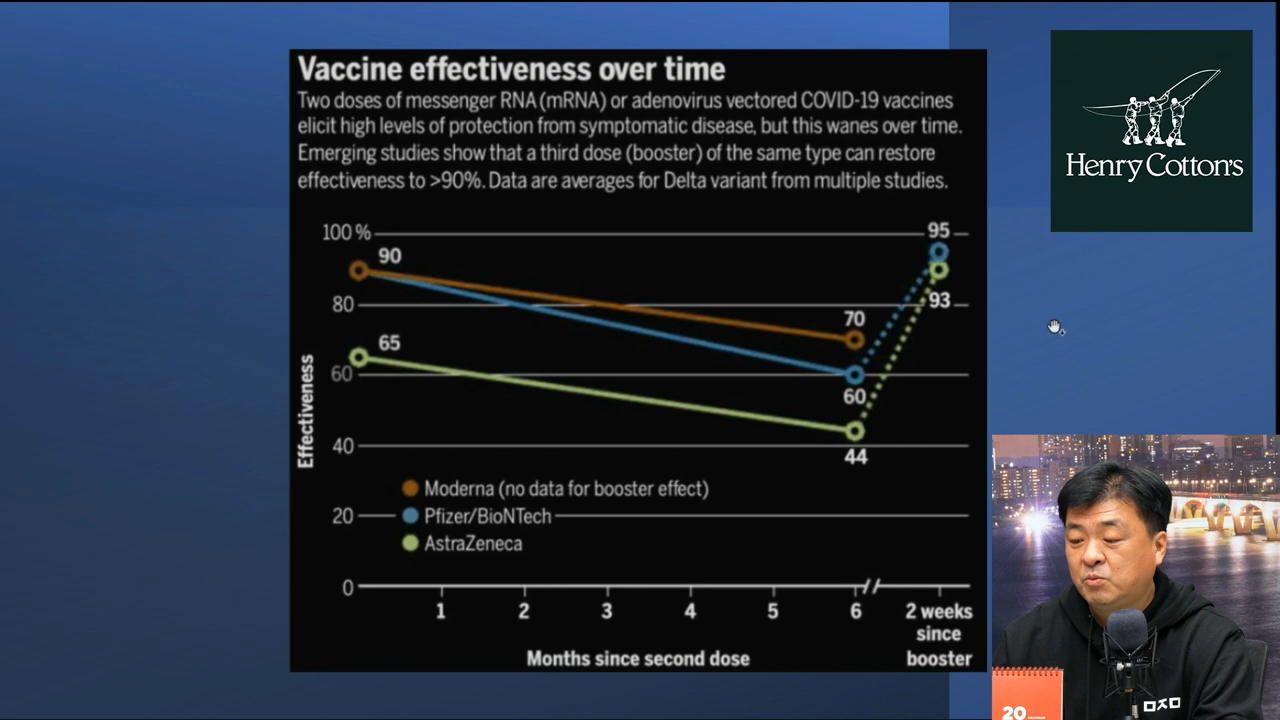 Vaccine effectiveness over time
Two doses of messenger RNA (mRNA) or adenovirus vectored COVID-19 vaccines
elicit high levels of protection from symptomatic disease, but this wanes over time.
Emerging studies show that a third dose (booster) of the same type can restore
effectiveness to >90%. Data are averages for Delta variant from multiple studies.
100 %
80
60
40
20
0
Effectiveness
90
65
70
60
44
95
93
Moderna (no data for booster effect)
Pfizer/BioNTech
AstraZeneca
1 2 3 4 5 6
2 weeks
since
booster
Months since second dose
Henry Cotton's
20
ㅁㅈㅁ